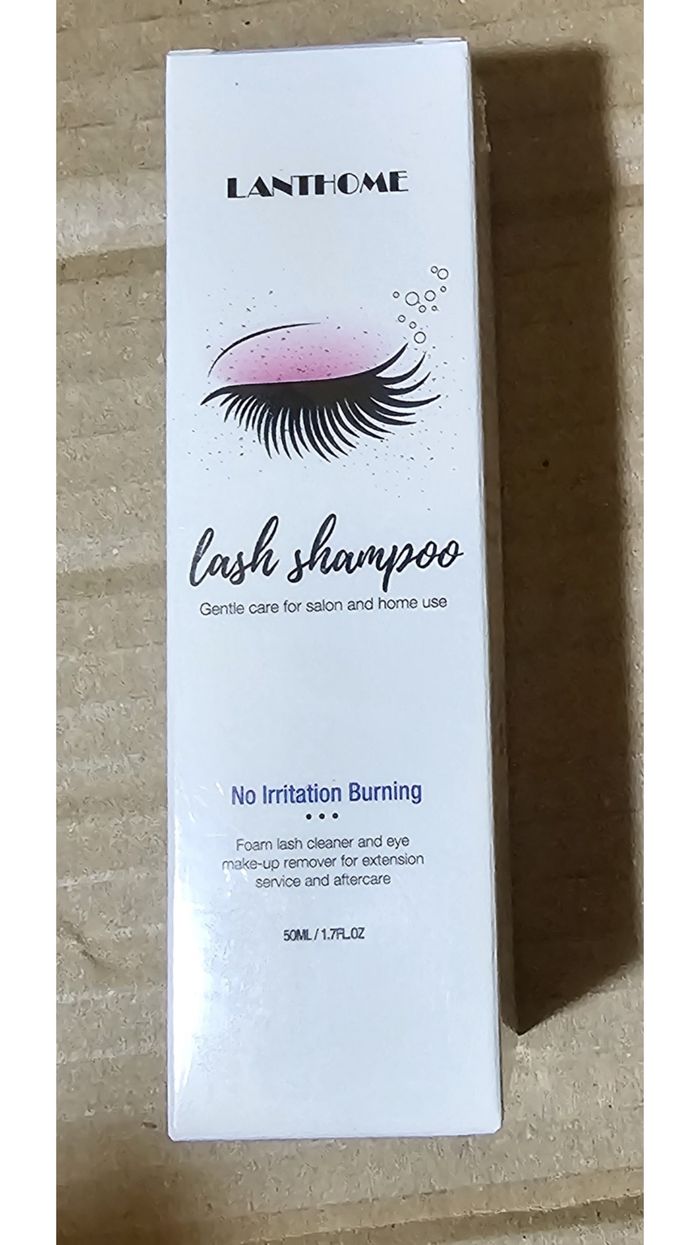 LANTHOME
lash shampoo
Gentle care for salon and home use
No Irritation Burning
Foam lash cleaner and eye
make-up remover for extension
service and aftercare
50ML / 1.7FL.OZ